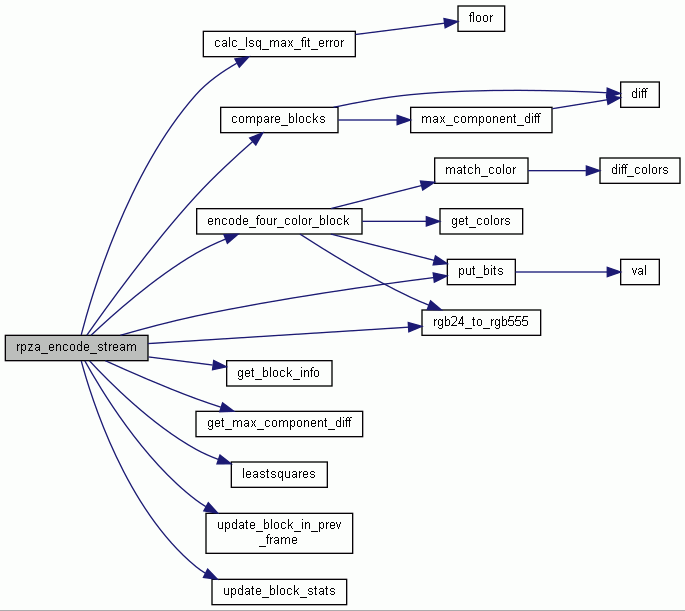 floor
calc_lsq_max_fit_error
diff
compare_blocks
max_component_diff
match_color
diff_colors
encode_four_color_block
get_colors
put_bits
val
rgb24_to_rgb555
rpza_encode_stream
get_block_info
get_max_component_diff
leastsquares
update_block_in_prev
_frame
update_block_stats